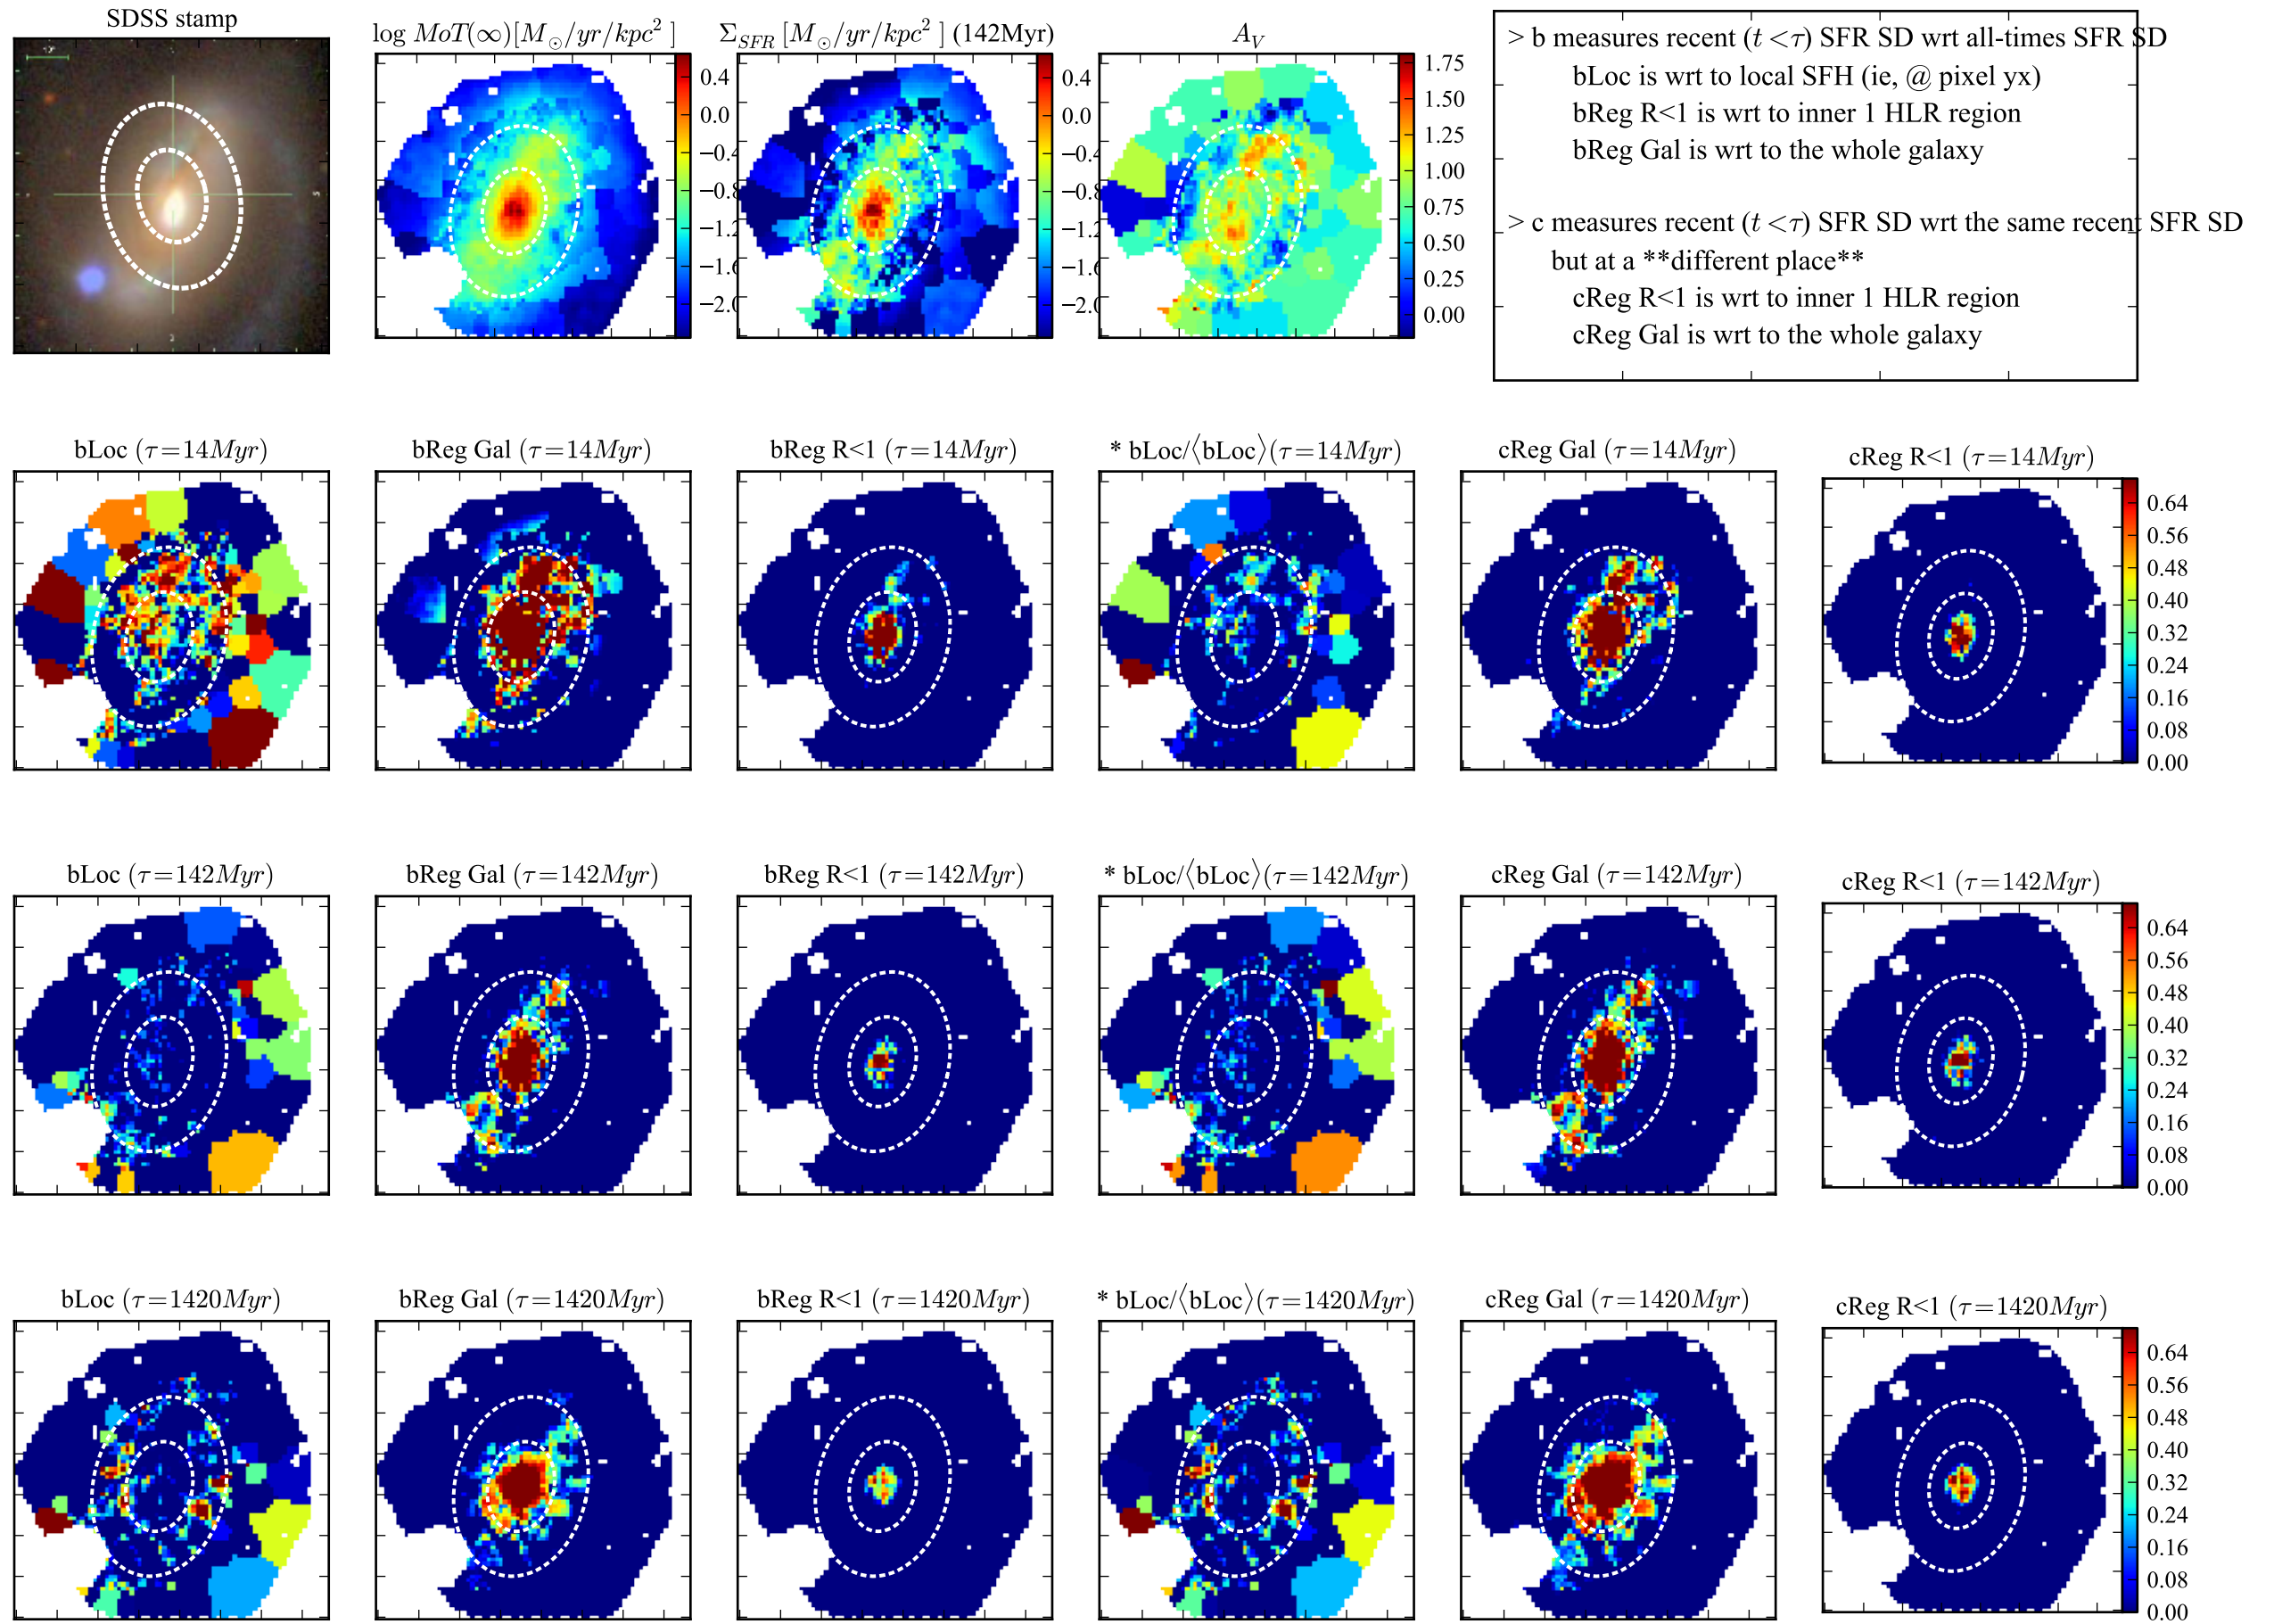 SDSS stamp
log MoT(∞)[M☉/yr/kpc² ]
Σ_SFR [M☉/yr/kpc² ] (142Myr)
A_V
0.4
0.0
−0.4
−0.8
−1.2
−1.6
−2.0
0.4
0.0
−0.4
−0.8
−1.2
−1.6
−2.0
1.75
1.50
1.25
1.00
0.75
0.50
0.25
0.00
> b measures recent (t <τ) SFR SD wrt all-times SFR SD
bLoc is wrt to local SFH (ie, @ pixel yx)
bReg R<1 is wrt to inner 1 HLR region
bReg Gal is wrt to the whole galaxy
> c measures recent (t <τ) SFR SD wrt the same recent SFR SD
but at a **different place**
cReg R<1 is wrt to inner 1 HLR region
cReg Gal is wrt to the whole galaxy
bLoc (τ=14Myr)
bReg Gal (τ=14Myr)
bReg R<1 (τ=14Myr)
* bLoc/⟨bLoc⟩(τ=14Myr)
cReg Gal (τ=14Myr)
cReg R<1 (τ=14Myr)
0.64
0.56
0.48
0.40
0.32
0.24
0.16
0.08
0.00
bLoc (τ=142Myr)
bReg Gal (τ=142Myr)
bReg R<1 (τ=142Myr)
* bLoc/⟨bLoc⟩(τ=142Myr)
cReg Gal (τ=142Myr)
cReg R<1 (τ=142Myr)
0.64
0.56
0.48
0.40
0.32
0.24
0.16
0.08
0.00
bLoc (τ=1420Myr)
bReg Gal (τ=1420Myr)
bReg R<1 (τ=1420Myr)
* bLoc/⟨bLoc⟩(τ=1420Myr)
cReg Gal (τ=1420Myr)
cReg R<1 (τ=1420Myr)
0.64
0.56
0.48
0.40
0.32
0.24
0.16
0.08
0.00